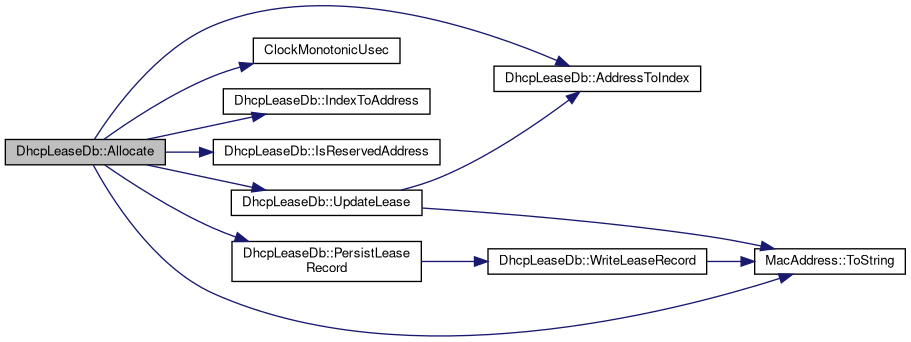 DhcpLeaseDb::Allocate
ClockMonotonicUsec
DhcpLeaseDb::IndexToAddress
DhcpLeaseDb::IsReservedAddress
DhcpLeaseDb::UpdateLease
DhcpLeaseDb::PersistLease
Record
DhcpLeaseDb::AddressToIndex
DhcpLeaseDb::WriteLeaseRecord
MacAddress::ToString